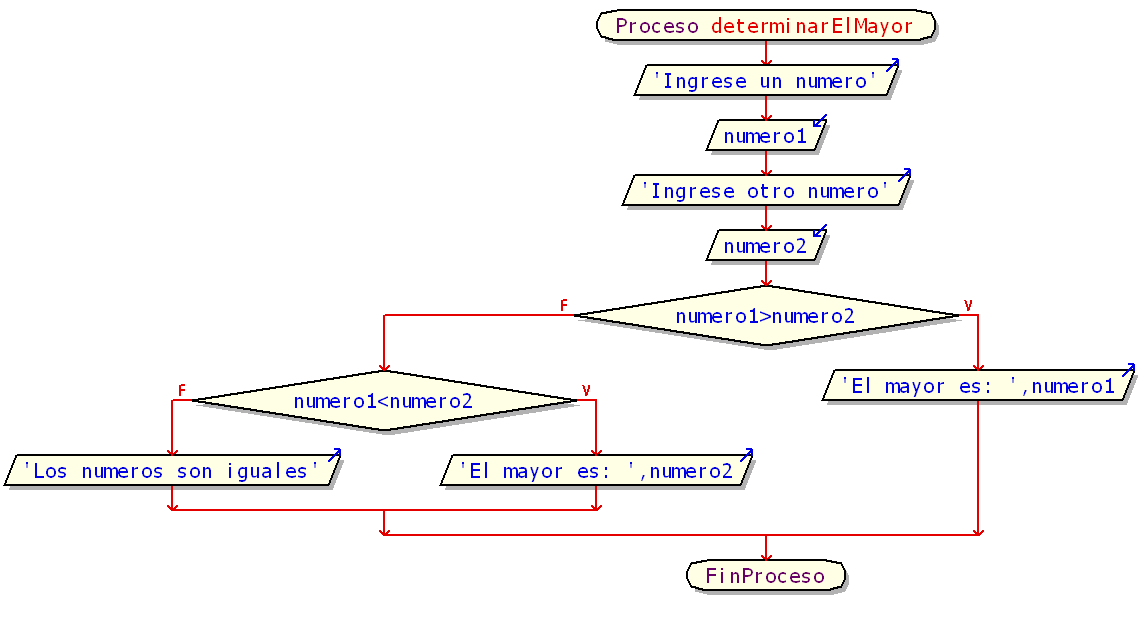 Proceso determinarElMayor
'Ingrese un numero'
numero1
'Ingrese otro numero'
numero2
numero1>numero2
F
V
numero1<numero2
F
V
'El mayor es: ',numero1
'Los numeros son iguales'
'El mayor es: ',numero2
FinProceso